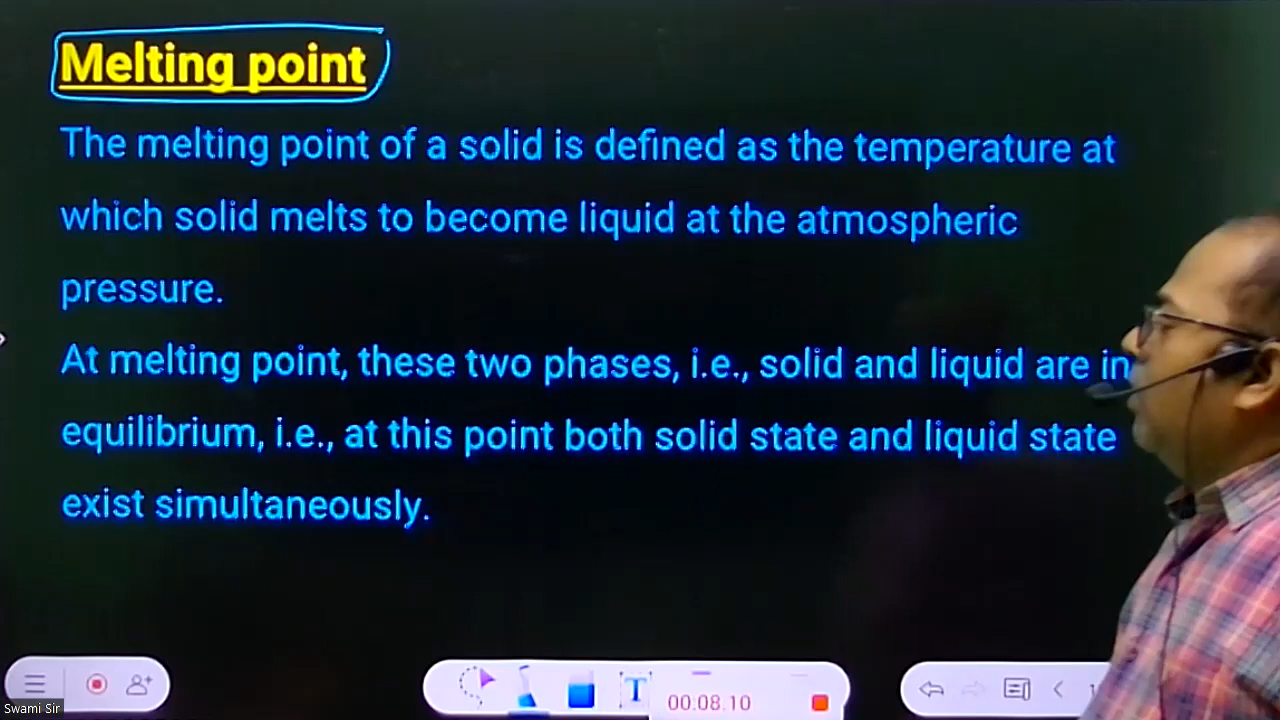 Melting point
The melting point of a solid is defined as the temperature at
which solid melts to become liquid at the atmospheric
pressure.
At melting point, these two phases, i.e., solid and liquid are in
equilibrium, i.e., at this point both solid state and liquid state
exist simultaneously.
T
00:08.10
1
Swami Sir